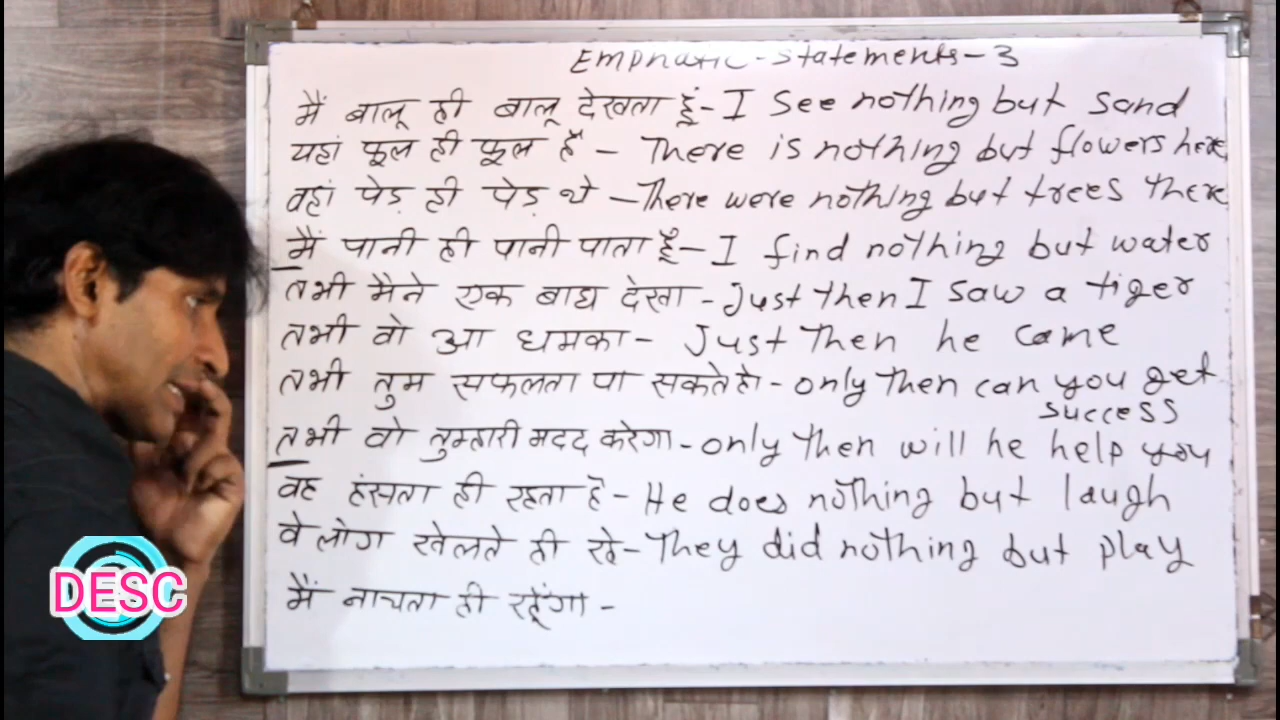 Emphatic-Statements-3
मैं बालू ही बालू देखता हूं-I See nothing but sand
यहां फूल ही फूल हैं - There is nothing but flowers here
वहां पेड़ ही पेड़ थे -There were nothing but trees there
मैं पानी ही पानी पाता हूँ-I find nothing but water
तभी मैने एक बाघ देखा -Just then I saw a tiger
तभी वो आ धमका- Just Then he came
तभी तुम सफलता पा सकते हो-only Then can you get
success
तभी वो तुम्हारी मदद करेगा-only Then will he help you
वह हंसता ही रहता है-He does nothing but laugh
वे लोग खेलते ही रहे-They did nothing but play
मैं नाचता ही रहूंगा-
DESC